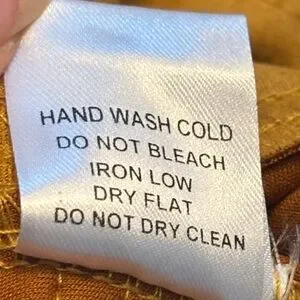 HAND WASH COLD
DO NOT BLEACH
IRON LOW
DRY FLAT
DO NOT DRY CLEAN